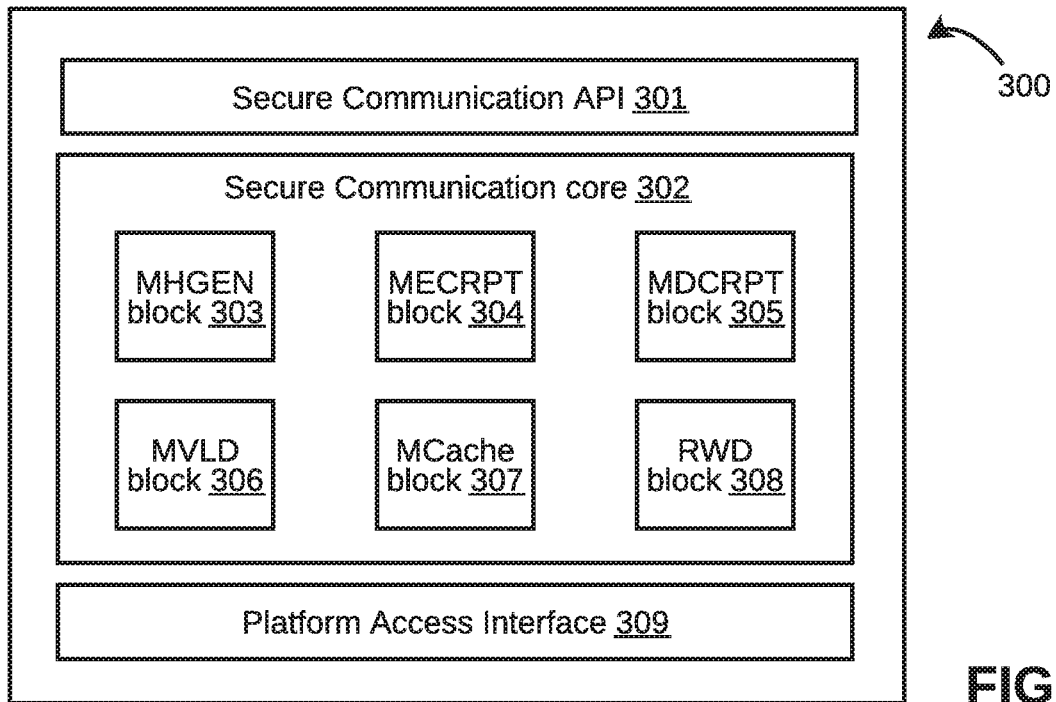 300
Secure Communication API 301
Secure Communication core 302
MHGEN
block 303
MECRPT
block 304
MDCRPT
block 305
MVLD
block 306
MCache
block 307
RWD
block 308
Platform Access Interface 309
FIG